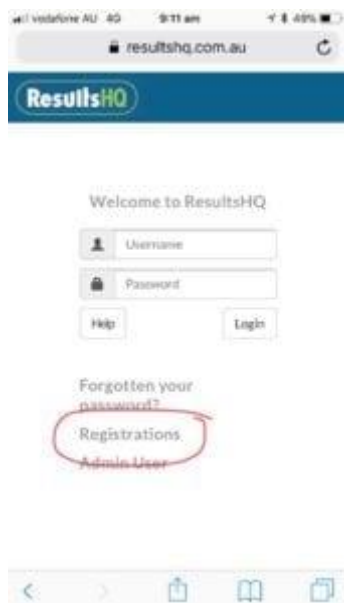 vodafone AU 4G 9:11 am 49%
resultshq.com.au
ResultsHQ
Welcome to ResultsHQ
Username
Password
Help Login
Forgotten your
password?
Registrations
Admin User